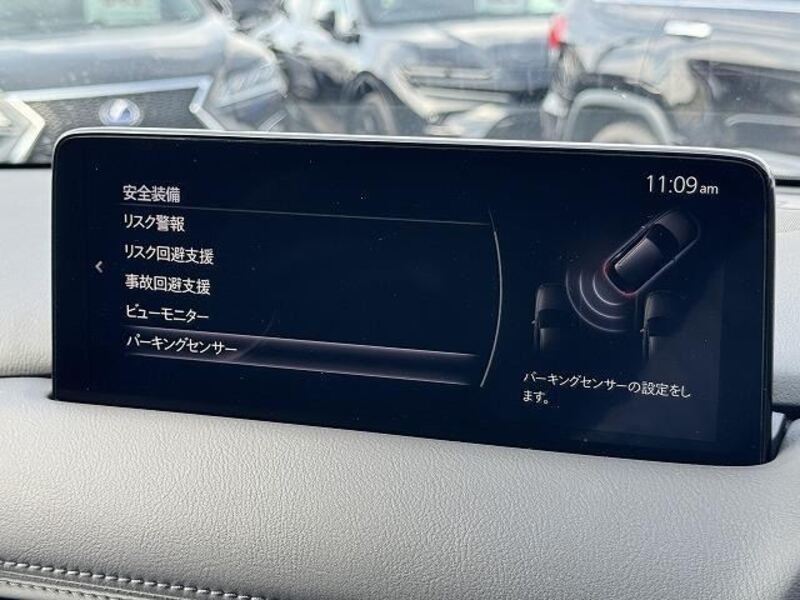 11:09 am
安全装備
リスク警報
リスク回避支援
事故回避支援
ビューモニター
パーキングセンサー
パーキングセンサーの設定をし
ます。